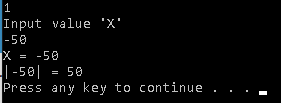 1
Input value 'X'
-50
X = -50
|-50| = 50
Press any key to continue . . .